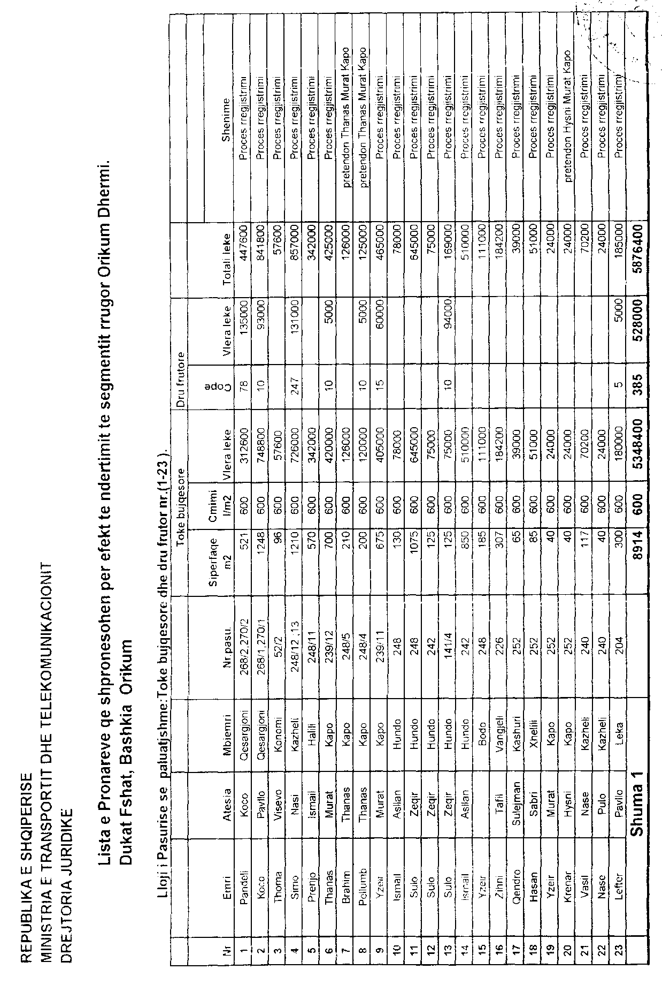 REPUBLIKA E SHQIPERISE
MINISTRIA E TRANSPORTIT DHE TELEKOMUNIKACIONIT
DREJTORIA JURIDIKE
Lista e Pronareve qe shpronesohen per efekt te ndertimit te segmentit rrugor Orikum Dhermi.
Dukat Fshat, Bashkia Orikum
Lloji i Pasurise se paluatjshme:Toke bujqesore dhe dru frutor nr.(1-23 ).
Toke bujqesore Dru frutore
Nr Emri Atesia Mbiemri Nr.pasu. Siperfaqe m2 Cmimi l/m2 Vlera leke Cope Vlera leke Totali leke Shenime
1 Pandeli Koco Qesargjoni 268/2,270/2 521 600 312600 78 135000 447600 Proces rregjistrimi
2 Koco Pavllo Qesargjoni 268/1,270/1 1248 600 748800 10 93000 841800 Proces rregjistrimi
3 Thoma Visevo Konomi 52/2 96 600 57600 57600 Proces rregjistrimi
4 Simo Nasi Kazheli 248/12 ,13 1210 600 726000 247 131000 857000 Proces rregjistrimi
5 Prenjo Ismail Halili 248/11 570 600 342000 342000 Proces rregjistrimi
6 Thanas Murat Kapo 239/12 700 600 420000 10 5000 425000 Proces rregjistrimi
7 Brahim Thanas Kapo 248/5 210 600 126000 126000 pretendon Thanas Murat Kapo
8 Pellumb Thanas Kapo 248/4 200 600 120000 10 5000 125000 pretendon Thanas Murat Kapo
9 Yzeir Murat Kapo 239/11 675 600 405000 15 60000 465000 Proces rregjistrimi
10 Ismail Asllan Hundo 248 130 600 78000 78000 Proces rregjistrimi
11 Sulo Zeqir Hundo 248 1075 600 645000 645000 Proces rregjistrimi
12 Sulo Zeqir Hundo 242 125 600 75000 75000 Proces rregjistrimi
13 Sulo Zeqir Hundo 141/4 125 600 75000 10 94000 169000 Proces rregjistrimi
14 Ismail Asllan Hundo 242 850 600 510000 510000 Proces rregjistrimi
15 Yzeir Bodo 248 185 600 111000 111000 Proces rregjistrimi
16 Zihni Tafil Vangjeli 226 307 600 184200 184200 Proces rregjistrimi
17 Qendro Sulejman Kashuri 252 65 600 39000 39000 Proces rregjistrimi
18 Hasan Sabri Xhelili 252 85 600 51000 51000 Proces rregjistrimi
19 Yzeir Murat Kapo 252 40 600 24000 24000 Proces rregjistrimi
20 Krenar Hysni Kapo 252 40 600 24000 24000 pretendon Hysni Murat Kapo
21 Vasil Nase Kazheli 240 117 600 70200 70200 Proces rregjistrimi
22 Nase Pulo Kazheli 240 40 600 24000 24000 Proces rregjistrimi
23 Lefter Pavllo Leka 204 300 600 180000 5 5000 185000 Proces rregjistrimi
Shuma 1 8914 600 5348400 385 528000 5876400